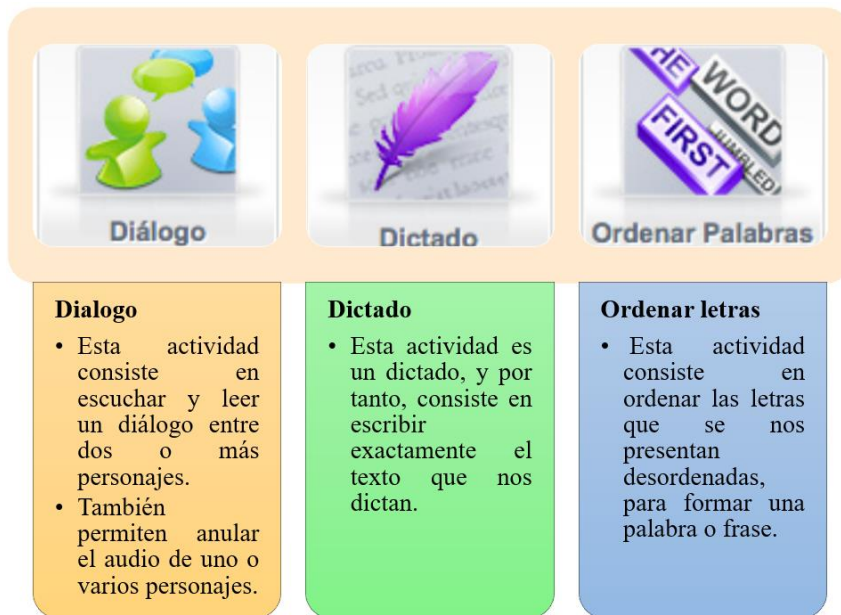 Diálogo
Dictado
HE
WORD
FIRST
JUMBLED
Ordenar Palabras
Dialogo
• Esta actividad
consiste en
escuchar y leer
un diálogo entre
dos o más
personajes.
• También
permiten anular
el audio de uno o
varios personajes.
Dictado
• Esta actividad es
un dictado, y por
tanto, consiste en
escribir
exactamente el
texto que nos
dictan.
Ordenar letras
• Esta actividad
consiste en
ordenar las letras
que se nos
presentan
desordenadas,
para formar una
palabra o frase.